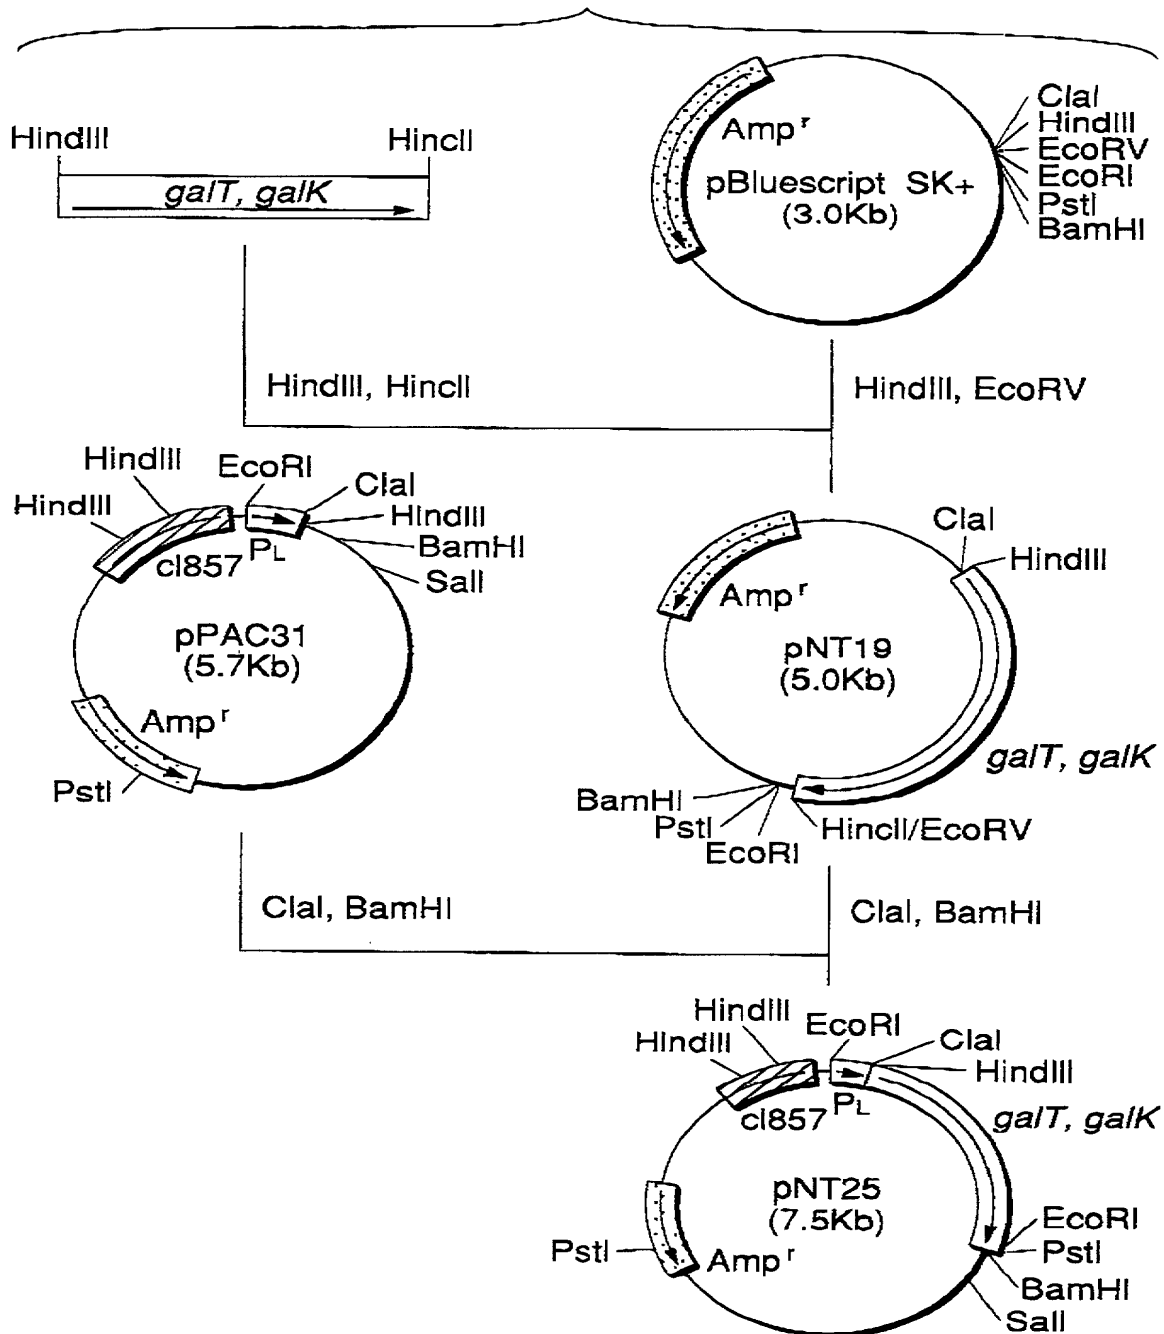 HindIII
HincII
galT, galK
Amp r
pBluescript SK+
(3.0Kb)
ClaI
HindIII
EcoRV
EcoRI
PstI
BamHI
HindIII, HincII
HindIII, EcoRV
HindIII
HindIII
EcoRI
ClaI
HindIII
BamHI
SalI
PL
cI857
pPAC31
(5.7Kb)
Amp r
PstI
ClaI
HindIII
Amp r
pNT19
(5.0Kb)
galT, galK
BamHI
PstI
EcoRI
HincII/EcoRV
ClaI, BamHI
ClaI, BamHI
HindIII
HindIII
EcoRI
ClaI
HindIII
PL
cI857
galT, galK
pNT25
(7.5Kb)
PstI
Amp r
EcoRI
PstI
BamHI
SalI